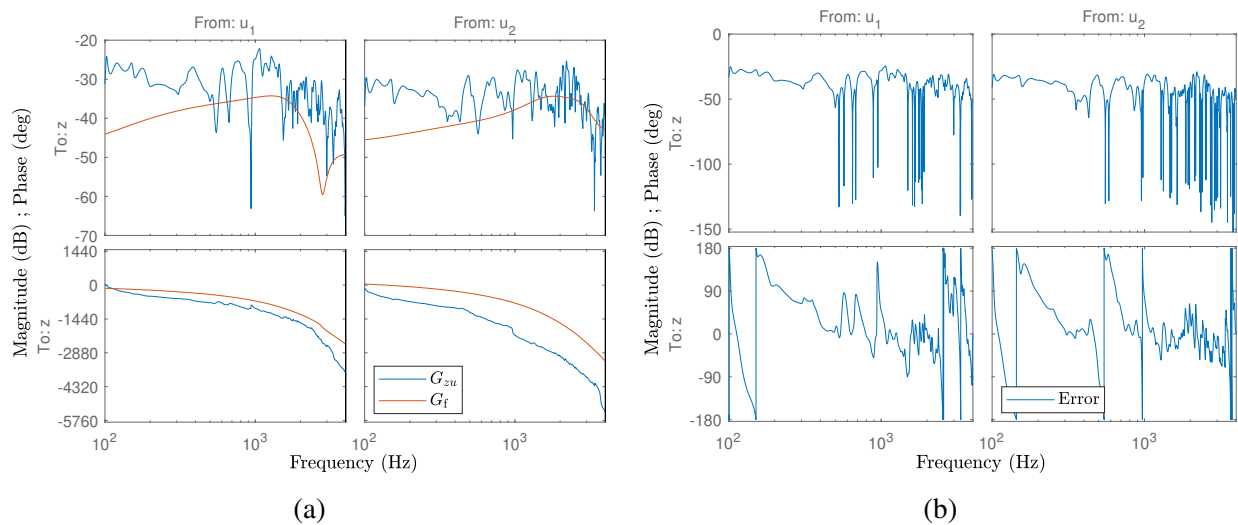 From: u1
From: u2
-20
-30
-40
-50
-60
-70
To: z
1440
0
-1440
-2880
-4320
-5760
To: z
Magnitude (dB) ; Phase (deg)
Gzu
Gf
10^2
10^3
10^2
10^3
Frequency (Hz)
(a)
From: u1
From: u2
0
-50
-100
-150
To: z
180
90
0
-90
-180
To: z
Magnitude (dB) ; Phase (deg)
Error
10^2
10^3
10^2
10^3
Frequency (Hz)
(b)